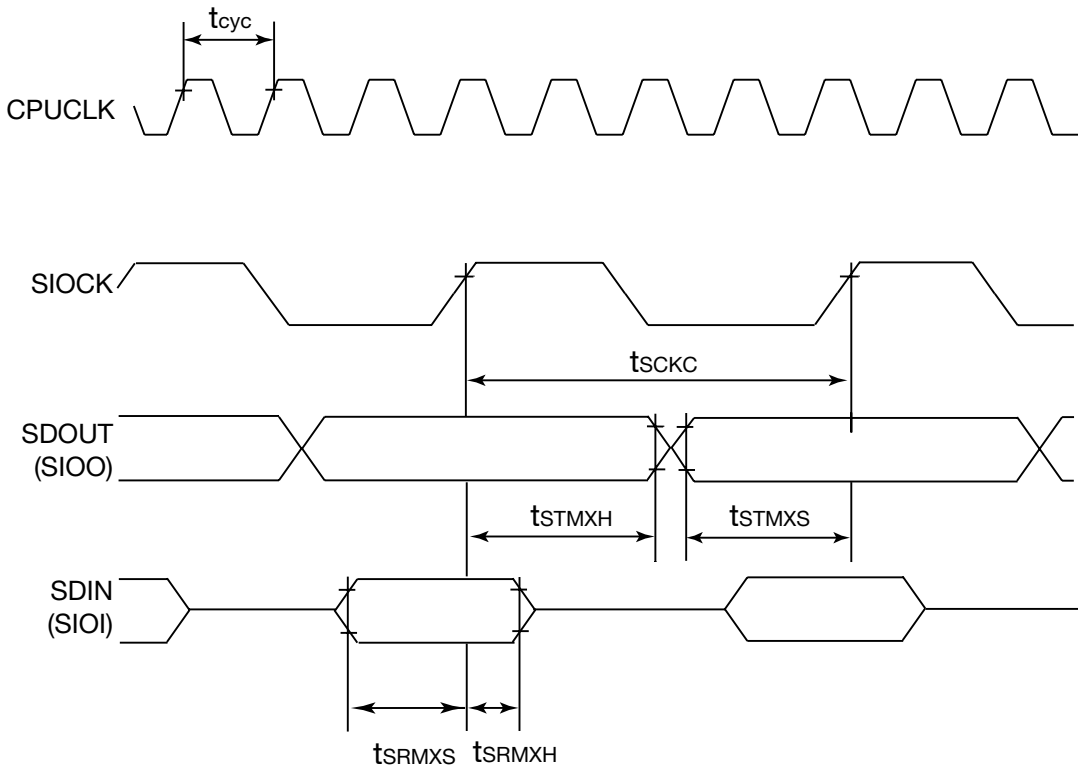 tcyc
CPUCLK
SIOCK
tSCKC
SDOUT
(SIOO)
tSTMXH
tSTMXS
SDIN
(SIOI)
tSRMXS
tSRMXH